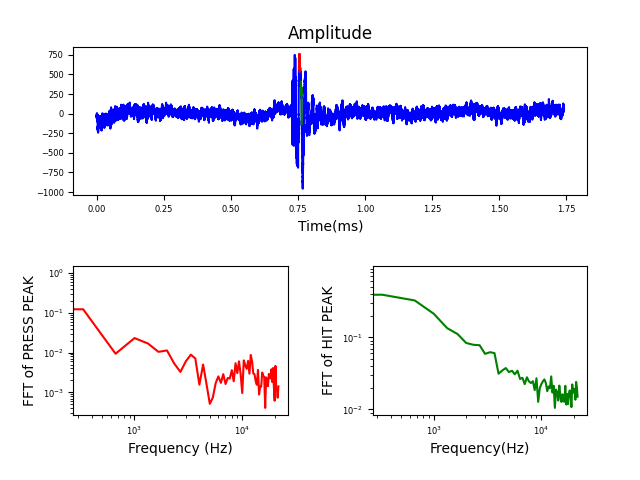 Amplitude
750
500
250
0
−250
−500
−750
−1000
0.00 0.25 0.50 0.75 1.00 1.25 1.50 1.75
Time(ms)
FFT of PRESS PEAK
10⁰
10⁻¹
10⁻²
10⁻³
10³ 10⁴
Frequency (Hz)
FFT of HIT PEAK
10⁻¹
10⁻²
10³ 10⁴
Frequency(Hz)